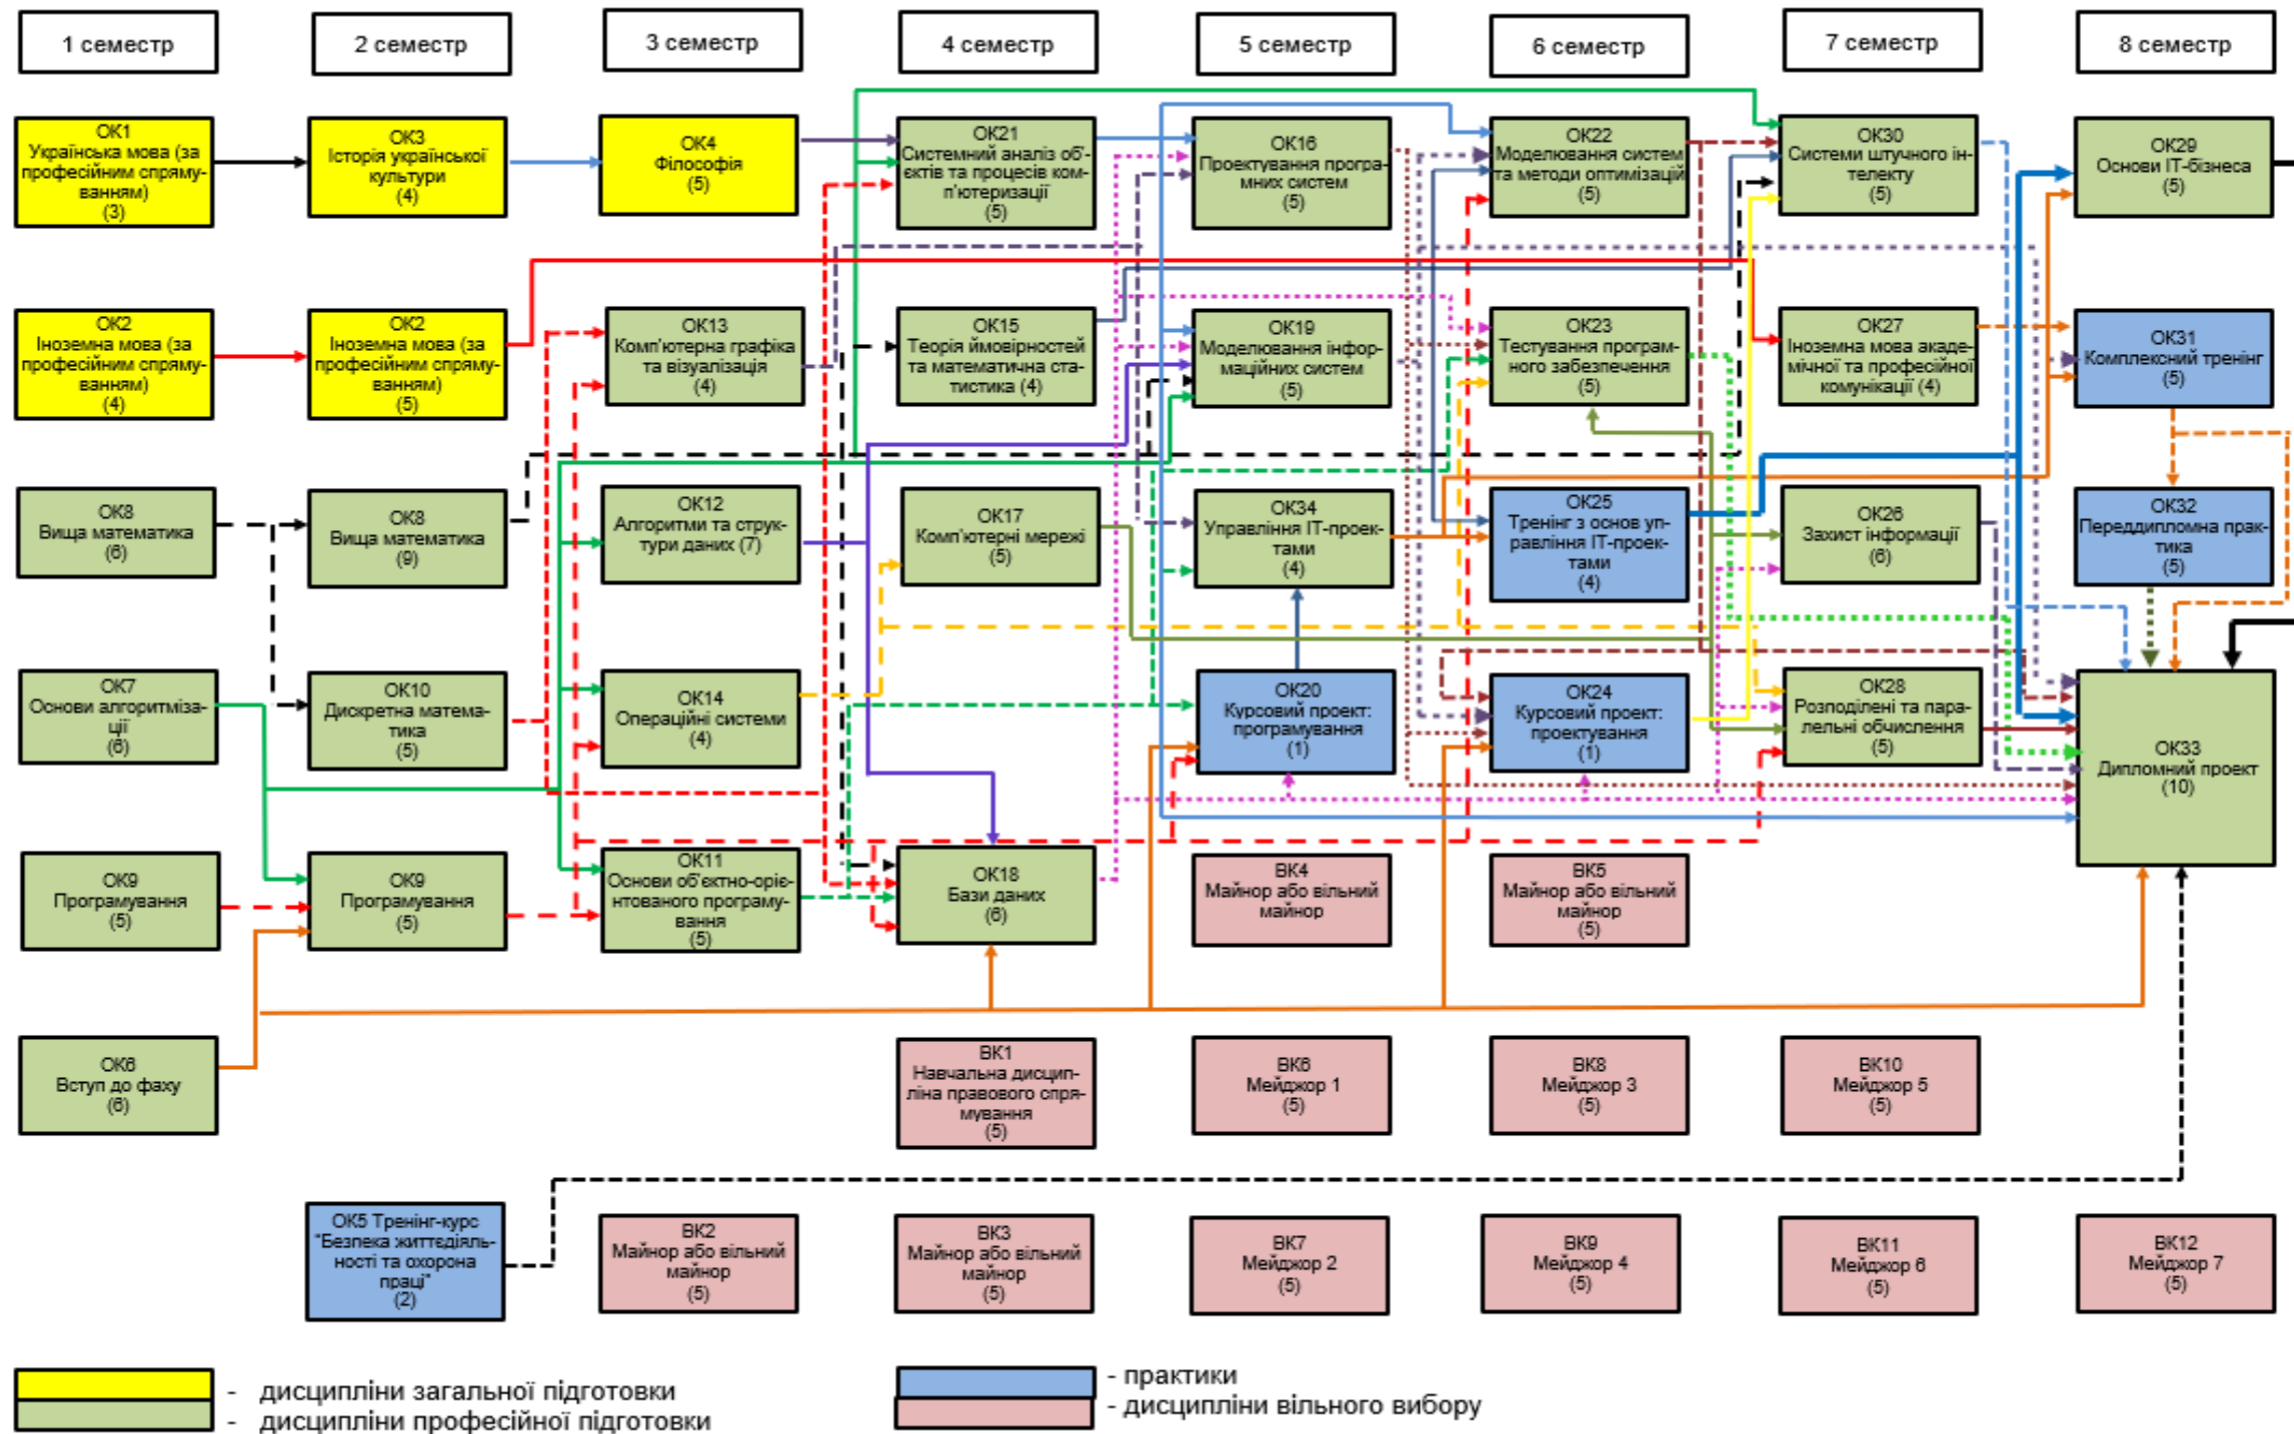 1 семестр
2 семестр
3 семестр
4 семестр
5 семестр
6 семестр
7 семестр
8 семестр
ОК1
Українська мова (за
професійним спряму-
ванням)
(3)
ОК3
Історія української
культури
(4)
ОК4
Філософія
(5)
ОК21
Системний аналіз об'-
єктів та процесів ком-
п'ютеризації
(5)
ОК16
Проектування програ-
мних систем
(5)
ОК22
Моделювання систем
та методи оптимізацій
(5)
ОК30
Системи штучного ін-
телекту
(5)
ОК29
Основи ІТ-бізнеса
(5)
ОК2
Іноземна мова (за
професійним спряму-
ванням)
(4)
ОК2
Іноземна мова (за
професійним спряму-
ванням)
(5)
ОК13
Комп'ютерна графіка
та візуалізація
(4)
ОК15
Теорія ймовірностей
та математична ста-
тистика (4)
ОК19
Моделювання інфор-
маційних систем
(5)
ОК23
Тестування програм-
ного забезпечення
(5)
ОК27
Іноземна мова акаде-
мічної та професійної
комунікації (4)
ОК31
Комплексний тренінг
(5)
ОК8
Вища математика
(6)
ОК8
Вища математика
(9)
ОК12
Алгоритми та струк-
тури даних (7)
ОК17
Комп'ютерні мережі
(5)
ОК34
Управління ІТ-проек-
тами
(4)
ОК25
Тренінг з основ уп-
равління ІТ-проек-
тами
(4)
ОК26
Захист інформації
(6)
ОК32
Переддипломна прак-
тика
(5)
ОК7
Основи алгоритміза-
ції
(6)
ОК10
Дискретна матема-
тика
(5)
ОК14
Операційні системи
(4)
ОК20
Курсовий проект:
програмування
(1)
ОК24
Курсовий проект:
проектування
(1)
ОК28
Розподілені та пара-
лельні обчислення
(5)
ОК33
Дипломний проект
(10)
ОК9
Програмування
(5)
ОК9
Програмування
(5)
ОК11
Основи об'єктно-оріє-
нтованого програму-
вання
(5)
ОК18
Бази даних
(6)
ВК4
Майнор або вільний
майнор
ВК5
Майнор або вільний
майнор
(5)
ОК6
Вступ до фаху
(6)
ВК1
Навчальна дисцип-
ліна правового спря-
мування
(5)
ВК6
Мейджор 1
(5)
ВК8
Мейджор 3
(5)
ВК10
Мейджор 5
(5)
ОК5 Тренінг-курс
"Безпека життєдіяль-
ності та охорона
праці"
(2)
ВК2
Майнор або вільний
майнор
(5)
ВК3
Майнор або вільний
майнор
(5)
ВК7
Мейджор 2
(5)
ВК9
Мейджор 4
(5)
ВК11
Мейджор 6
(5)
ВК12
Мейджор 7
(5)
- дисципліни загальної підготовки
- дисципліни професійної підготовки
- практики
- дисципліни вільного вибору